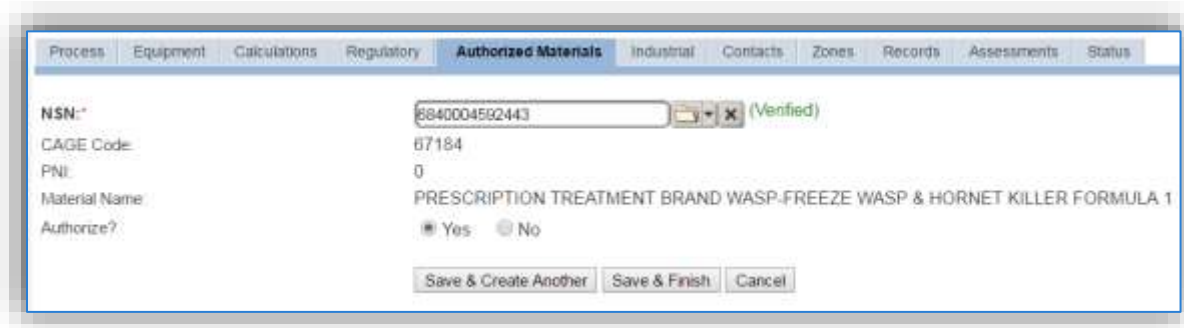 Process Equipment Calculations Regulatory Authorized Materials Industrial Contacts Zones Records Assessments Status
NSN:* 6840004592443 (Verified)
CAGE Code: 67184
PNI: 0
Material Name PRESCRIPTION TREATMENT BRAND WASP-FREEZE WASP & HORNET KILLER FORMULA 1
Authorize? Yes No
Save & Create Another Save & Finish Cancel